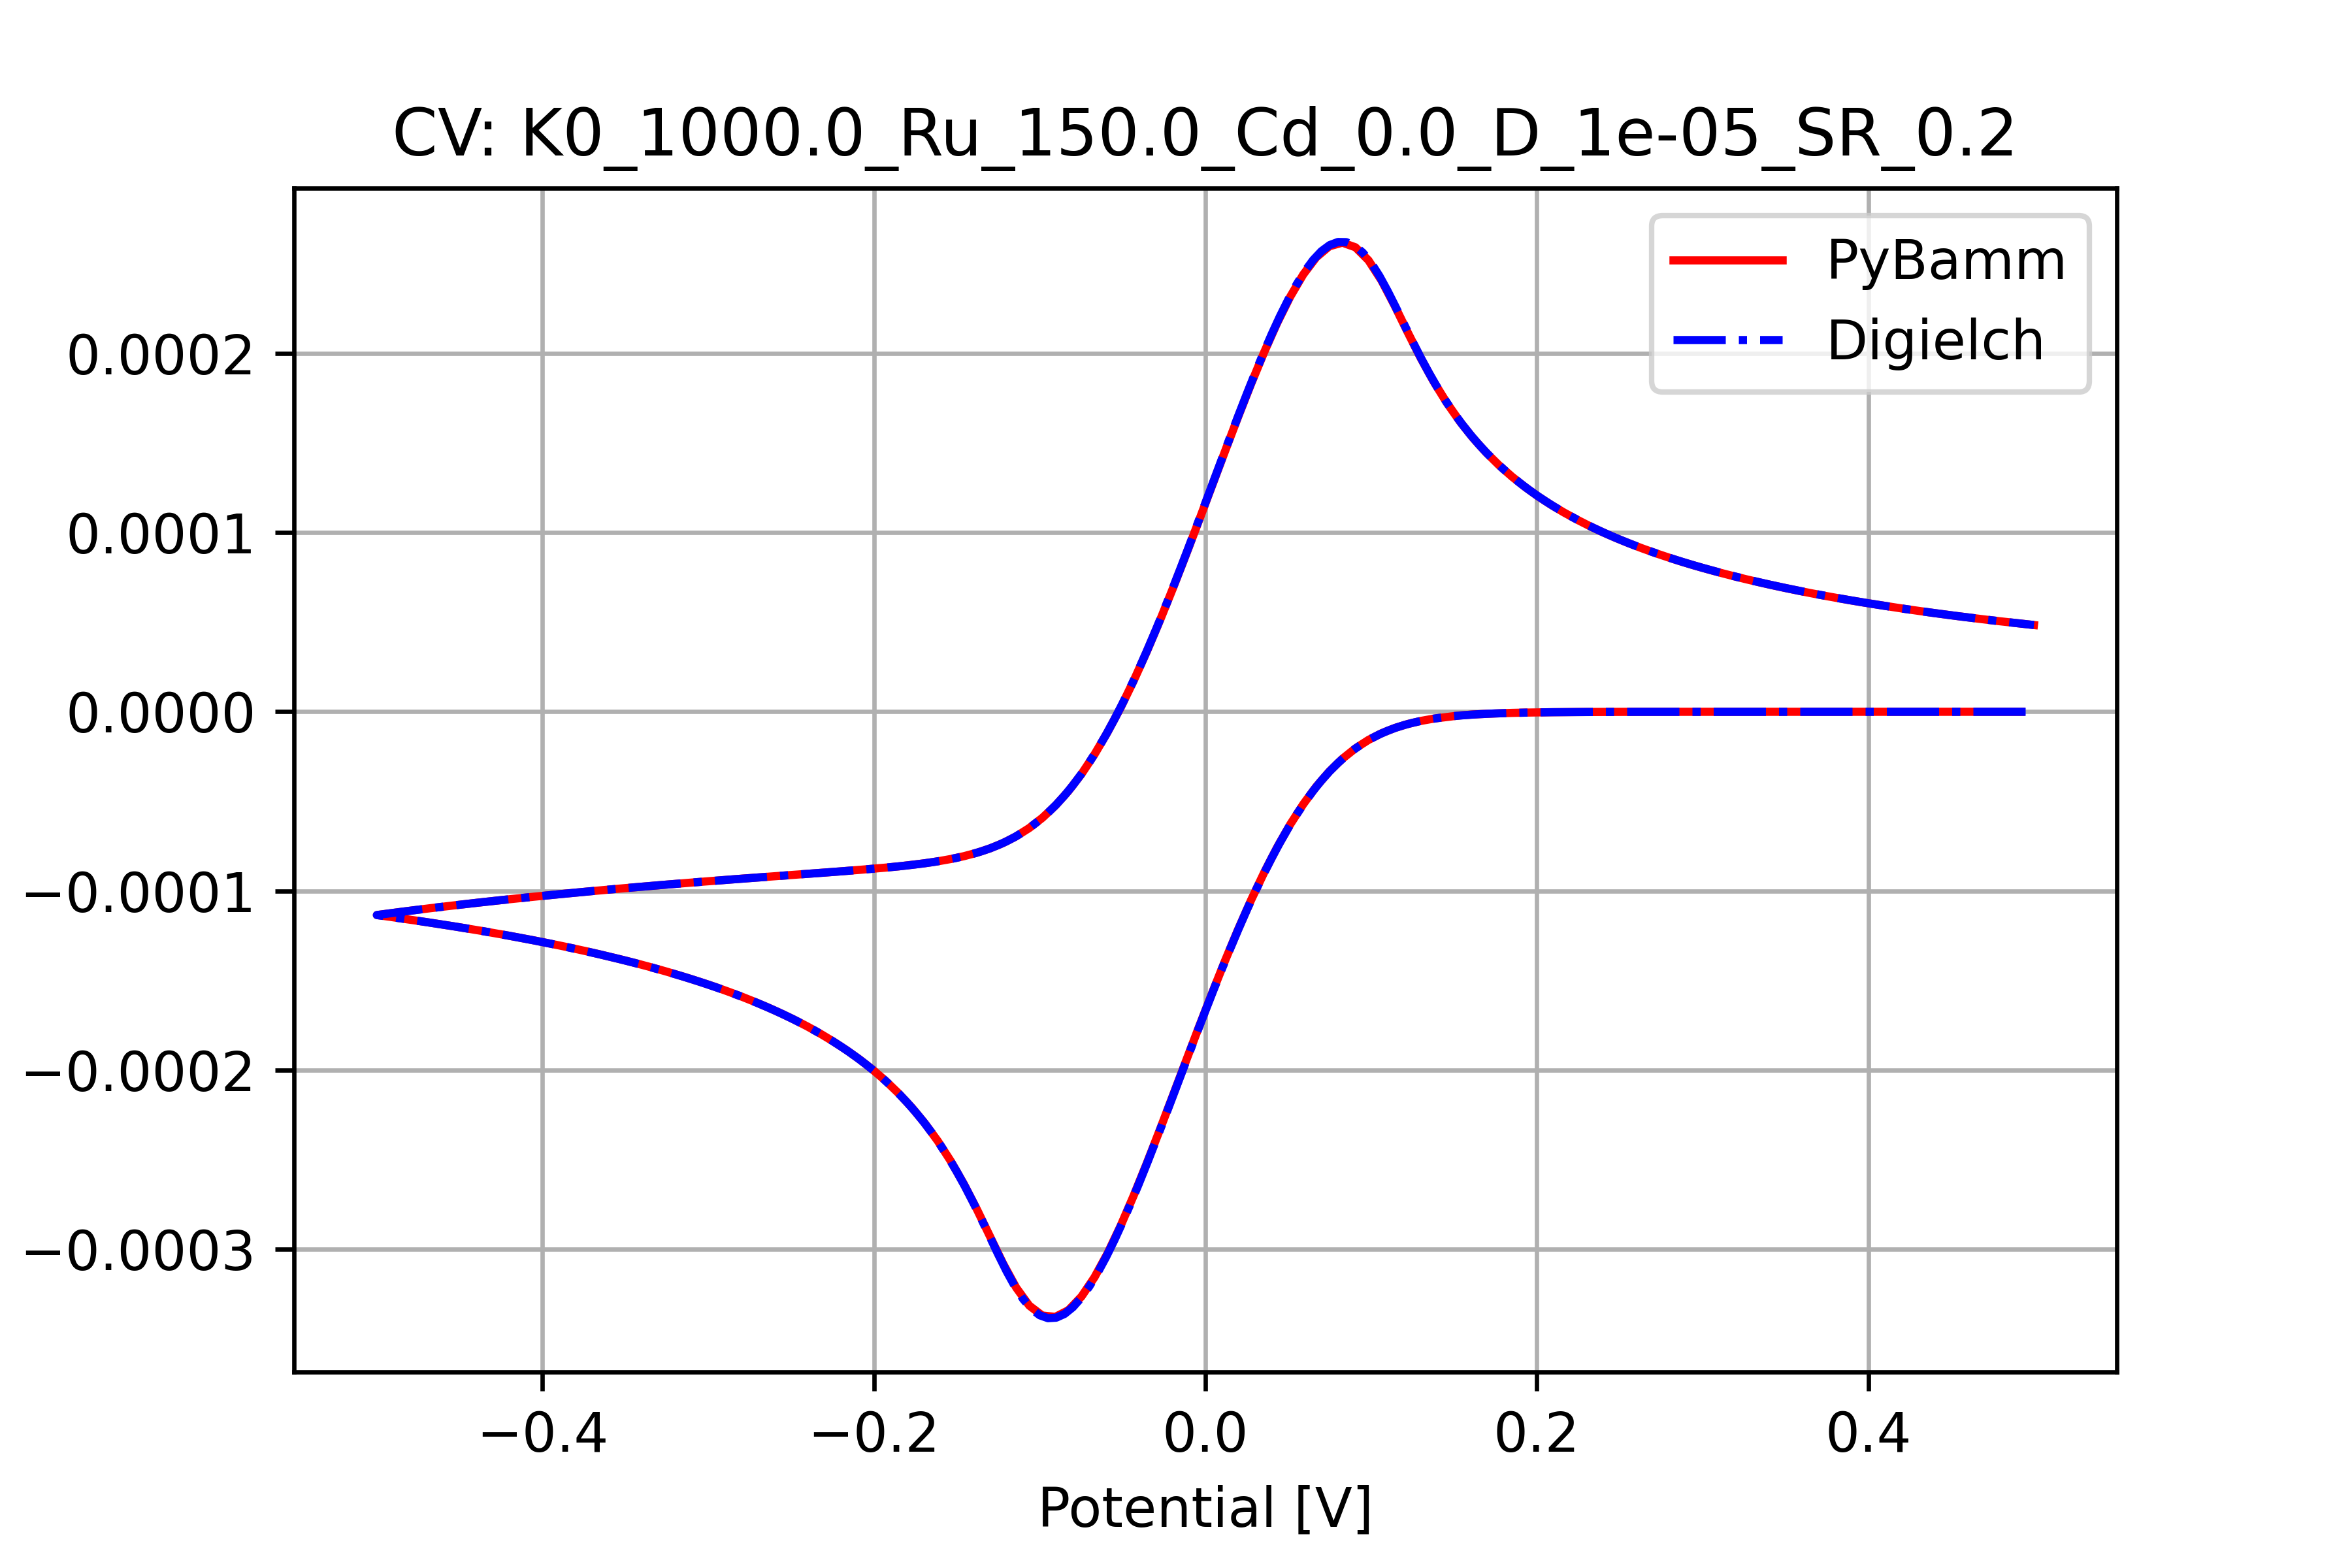 CV: K0_1000.0_Ru_150.0_Cd_0.0_D_1e-05_SR_0.2
PyBamm
Digielch
0.0002
0.0001
0.0000
−0.0001
−0.0002
−0.0003
−0.4 −0.2 0.0 0.2 0.4
Potential [V]